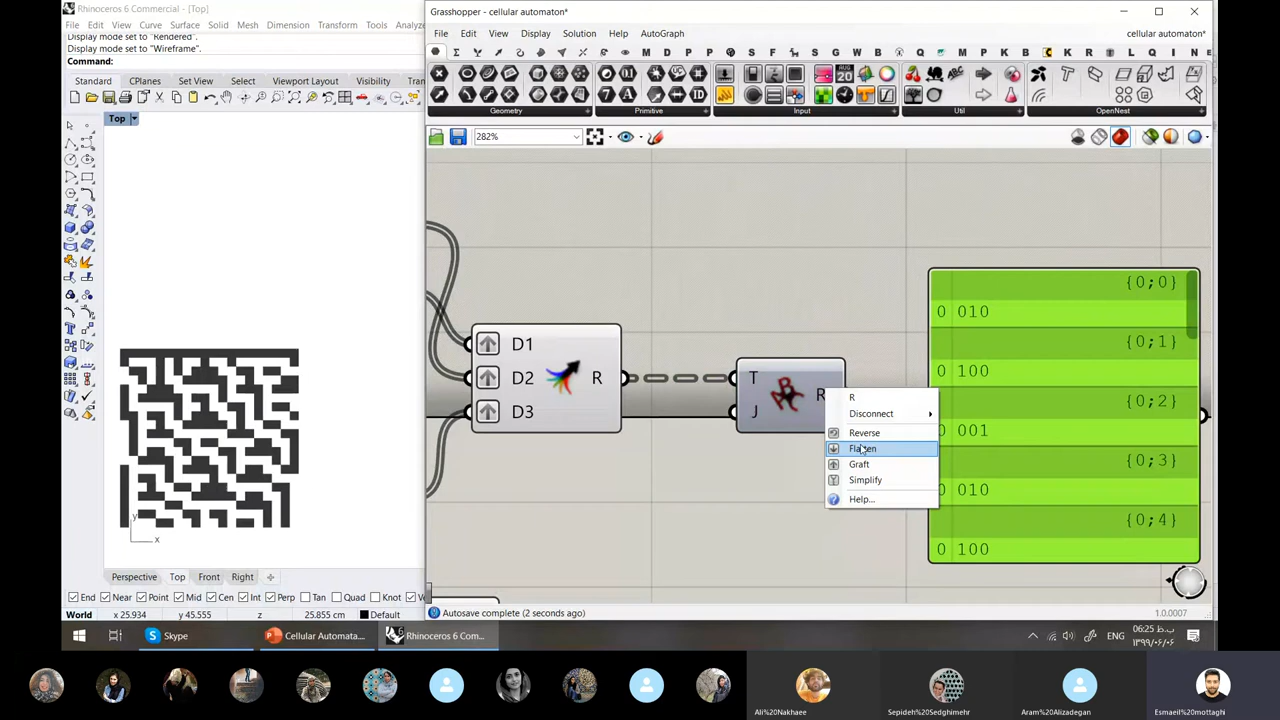 Rhinoceros 6 Commercial - [Top]
File Edit View Curve Surface Solid Mesh Dimension Transform Tools Analyze
Display mode set to "Rendered".
Display mode set to "Wireframe".
Command:
Standard CPlanes Set View Select Viewport Layout Visibility
Top
y
x
Perspective Top Front Right
End Near Point Mid Cen Int Perp Tan Quad Knot
World x 25.934 y 45.555 z 25.855 cm Default
Grasshopper - cellular automaton*
File Edit View Display Solution Help AutoGraph
cellular automaton*
Geometry Primitive Input Util OpenNest
282%
D1
D2 R
D3
T R
J
R
Disconnect
Reverse
Flatten
Graft
Simplify
Help...
{0;0}
0 010
{0;1}
0 100
{0;2}
0 001
{0;3}
0 010
{0;4}
0 100
Autosave complete (2 seconds ago)
1.0.0007
Skype Cellular Automata... Rhinoceros 6 Com...
ENG
06:25 ب.ظ
۱۳۹۹/۰۶/۰۶
Ali%20Nakhaee
Sepideh%20Sedghimehr
Aram%20Alizadegan
Esmaeil%20mottaghi